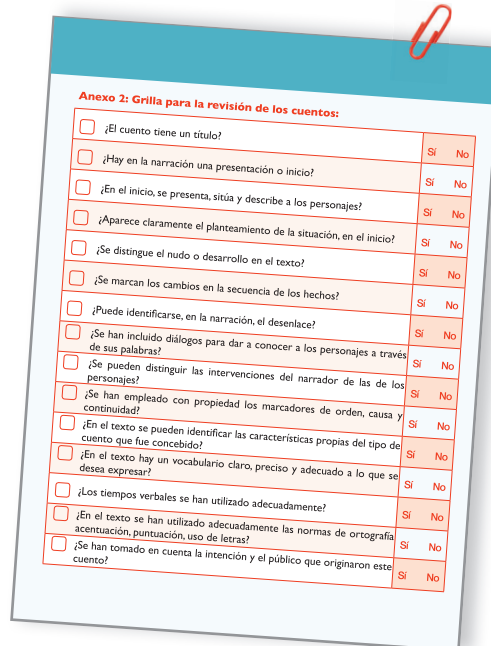 Anexo 2: Grilla para la revisión de los cuentos:
¿El cuento tiene un título? Sí No
¿Hay en la narración una presentación o inicio? Sí No
¿En el inicio, se presenta, sitúa y describe a los personajes? Sí No
¿Aparece claramente el planteamiento de la situación, en el inicio? Sí No
¿Se distingue el nudo o desarrollo en el texto? Sí No
¿Se marcan los cambios en la secuencia de los hechos? Sí No
¿Puede identificarse, en la narración, el desenlace? Sí No
¿Se han incluido diálogos para dar a conocer a los personajes a través
de sus palabras? Sí No
¿Se pueden distinguir las intervenciones del narrador de las de los
personajes? Sí No
¿Se han empleado con propiedad los marcadores de orden, causa y
continuidad? Sí No
¿En el texto se pueden identificar las características propias del tipo de
cuento que fue concebido? Sí No
¿En el texto hay un vocabulario claro, preciso y adecuado a lo que se
desea expresar? Sí No
¿Los tiempos verbales se han utilizado adecuadamente? Sí No
¿En el texto se han utilizado adecuadamente las normas de ortografía
acentuación, puntuación, uso de letras? Sí No
¿Se han tomado en cuenta la intención y el público que originaron este
cuento? Sí No